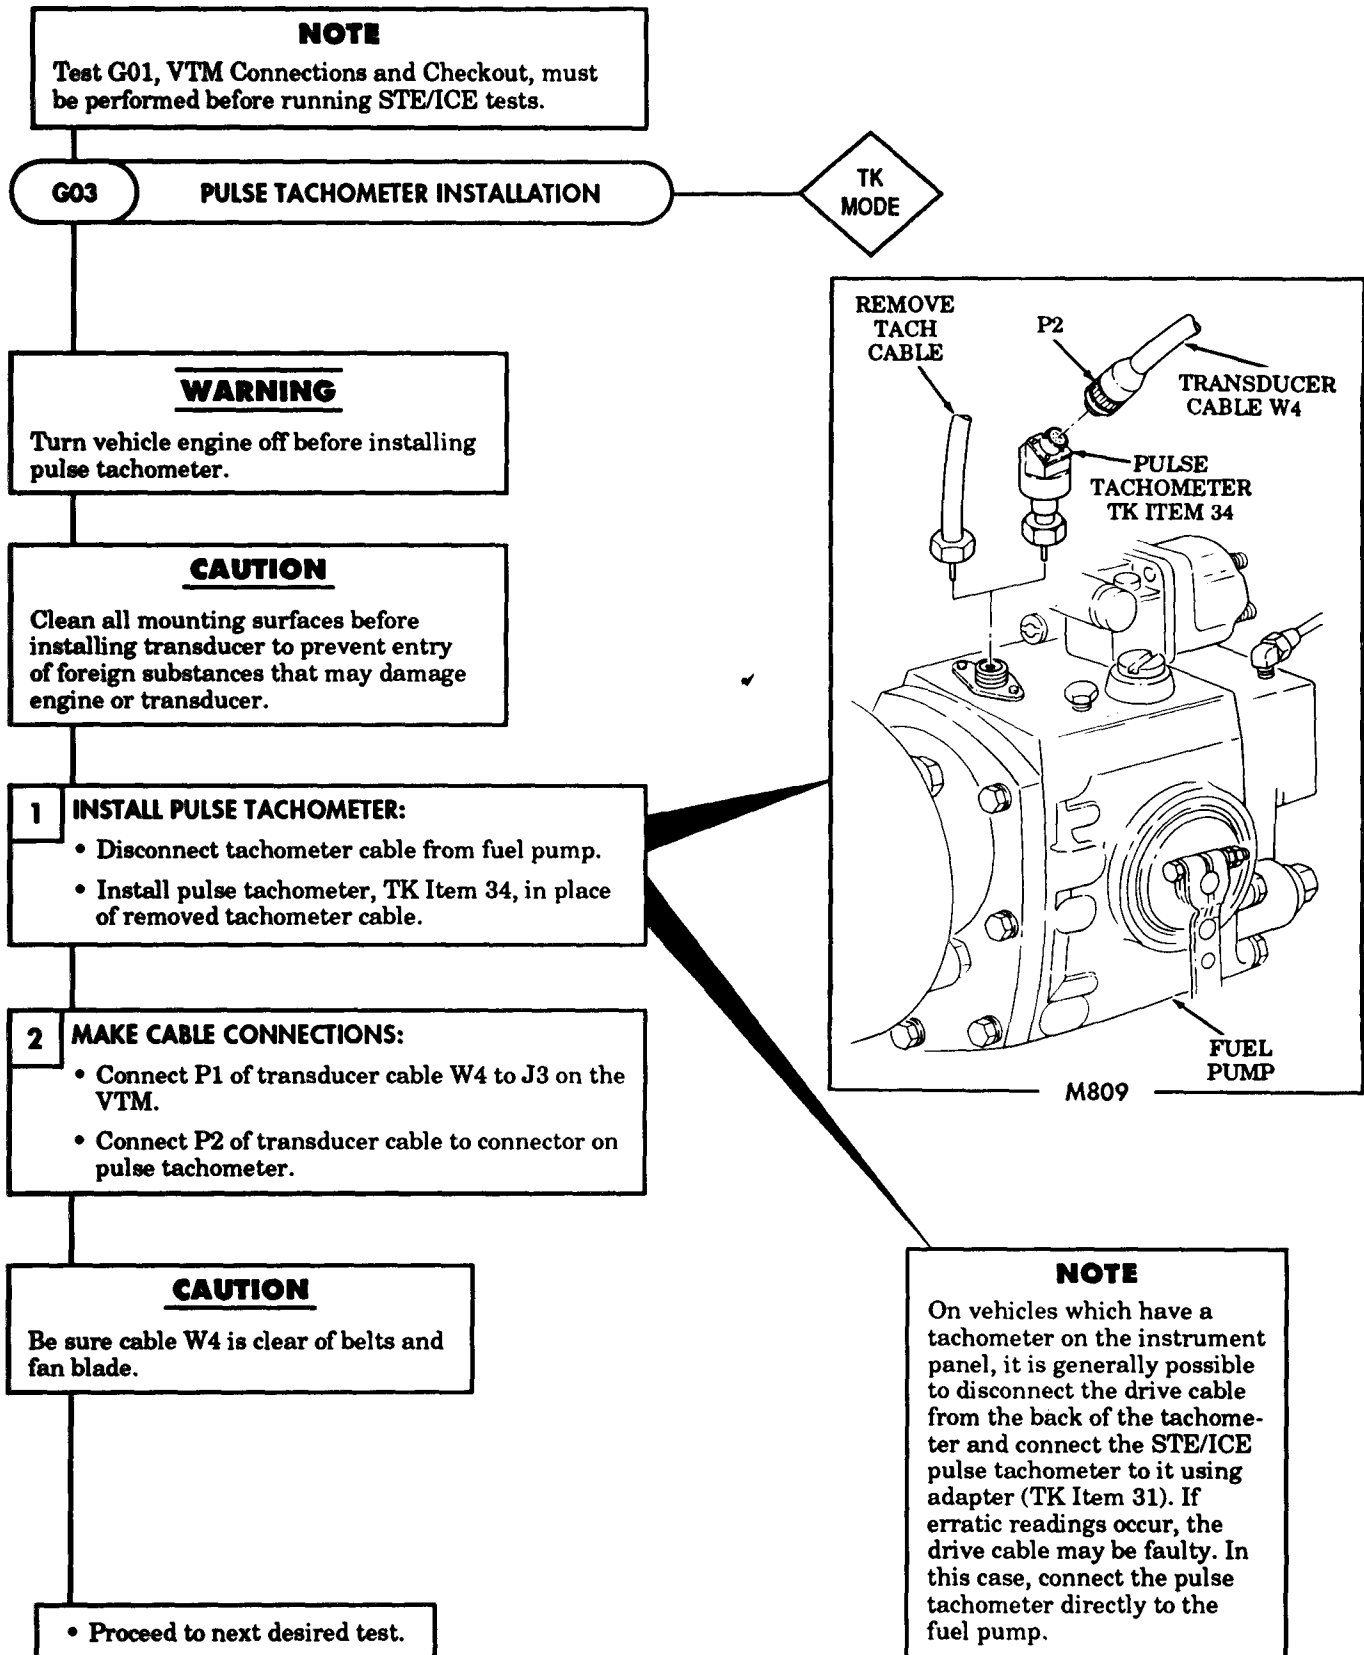 NOTE
Test G01, VTM Connections and Checkout, must
be performed before running STE/ICE tests.
G03
PULSE TACHOMETER INSTALLATION
TK
MODE
WARNING
Turn vehicle engine off before installing
pulse tachometer.
CAUTION
Clean all mounting surfaces before
installing transducer to prevent entry
of foreign substances that may damage
engine or transducer.
1
INSTALL PULSE TACHOMETER:
• Disconnect tachometer cable from fuel pump.
• Install pulse tachometer, TK Item 34, in place
of removed tachometer cable.
REMOVE
TACH
CABLE
P2
TRANSDUCER
CABLE W4
PULSE
TACHOMETER
TK ITEM 34
FUEL
PUMP
M809
2
MAKE CABLE CONNECTIONS:
• Connect P1 of transducer cable W4 to J3 on the
VTM.
• Connect P2 of transducer cable to connector on
pulse tachometer.
CAUTION
Be sure cable W4 is clear of belts and
fan blade.
NOTE
On vehicles which have a
tachometer on the instrument
panel, it is generally possible
to disconnect the drive cable
from the back of the tachome-
ter and connect the STE/ICE
pulse tachometer to it using
adapter (TK Item 31). If
erratic readings occur, the
drive cable may be faulty. In
this case, connect the pulse
tachometer directly to the
fuel pump.
• Proceed to next desired test.